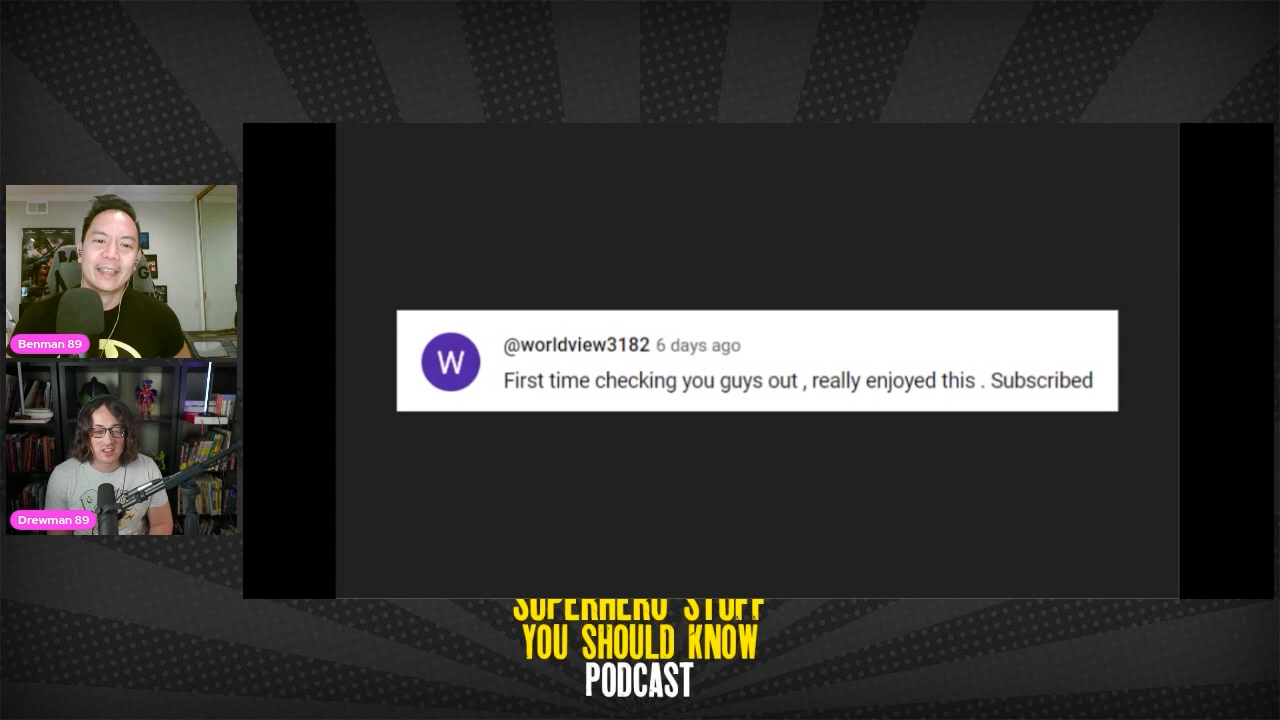 Benman 89
Drewman 89
W
@worldview3182 6 days ago
First time checking you guys out , really enjoyed this . Subscribed
SUPERHERO STUFF
YOU SHOULD KNOW
PODCAST